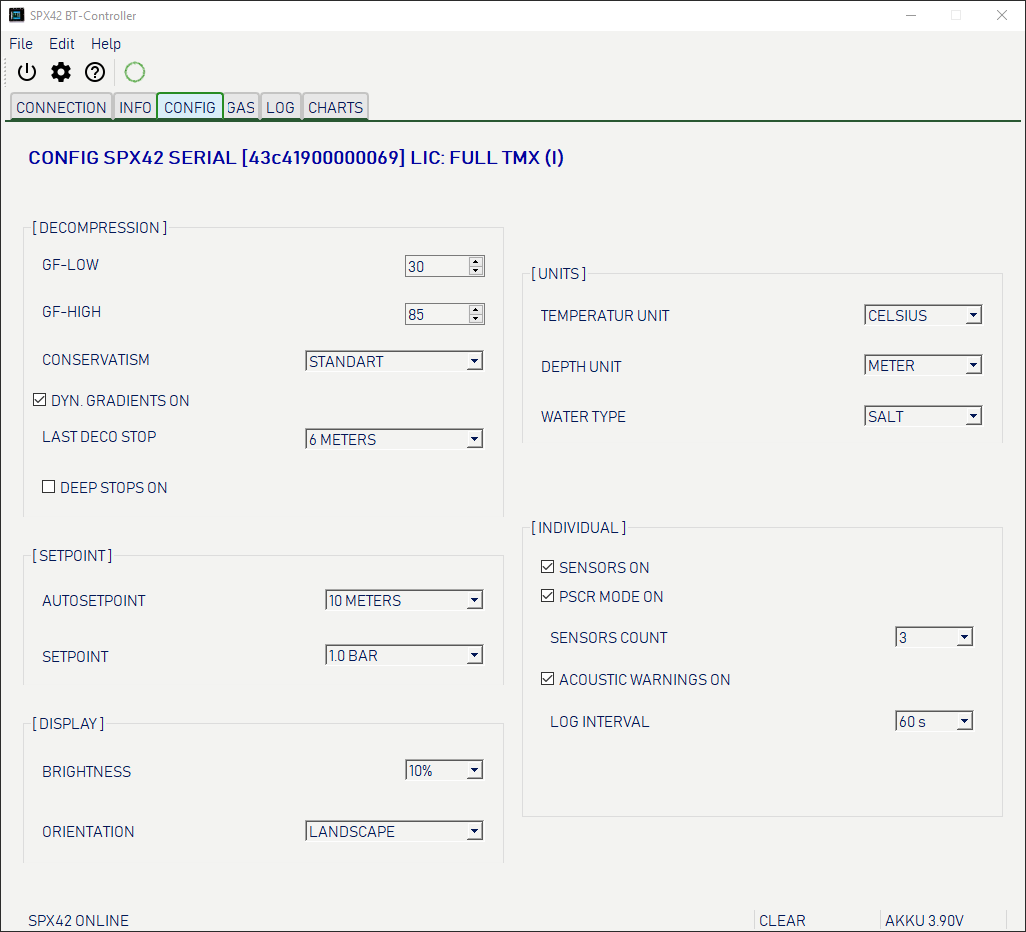 SPX42 BT-Controller
File Edit Help
CONNECTION INFO CONFIG GAS LOG CHARTS
CONFIG SPX42 SERIAL [43c41900000069] LIC: FULL TMX (I)
[ DECOMPRESSION ]
GF-LOW 30
GF-HIGH 85
CONSERVATISM STANDART
DYN. GRADIENTS ON
LAST DECO STOP 6 METERS
DEEP STOPS ON
[ SETPOINT ]
AUTOSETPOINT 10 METERS
SETPOINT 1.0 BAR
[ DISPLAY ]
BRIGHTNESS 10%
ORIENTATION LANDSCAPE
[ UNITS ]
TEMPERATUR UNIT CELSIUS
DEPTH UNIT METER
WATER TYPE SALT
[ INDIVIDUAL ]
SENSORS ON
PSCR MODE ON
SENSORS COUNT 3
ACOUSTIC WARNINGS ON
LOG INTERVAL 60 s
SPX42 ONLINE CLEAR AKKU 3.90V